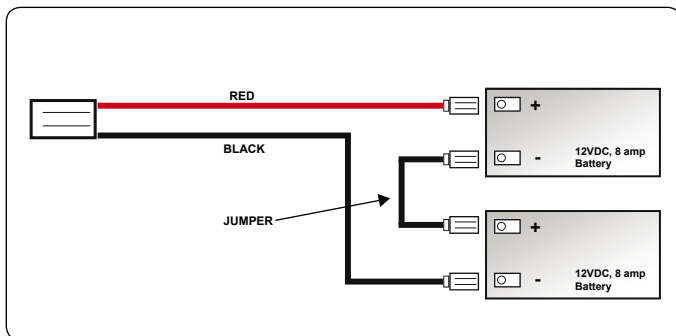 RED
+
BLACK
-
12VDC, 8 amp
Battery
JUMPER
+
-
12VDC, 8 amp
Battery